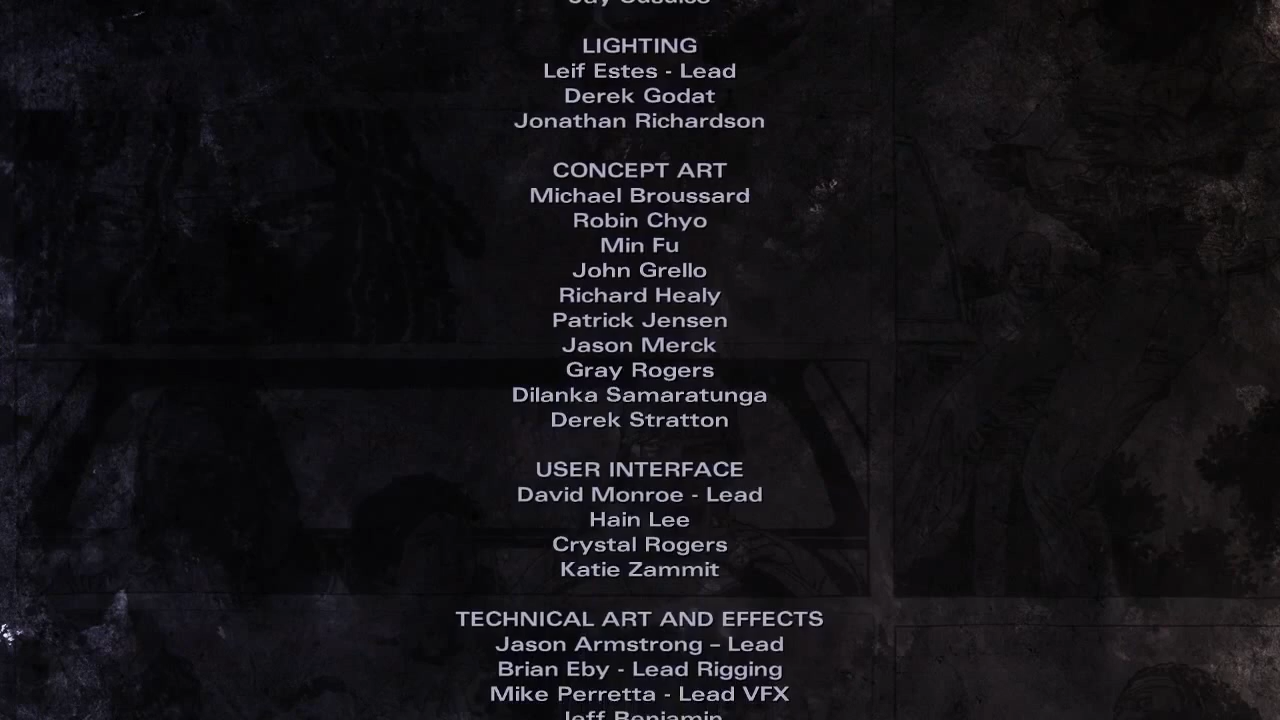 LIGHTING
Leif Estes - Lead
Derek Godat
Jonathan Richardson
CONCEPT ART
Michael Broussard
Robin Chyo
Min Fu
John Grello
Richard Healy
Patrick Jensen
Jason Merck
Gray Rogers
Dilanka Samaratunga
Derek Stratton
USER INTERFACE
David Monroe - Lead
Hain Lee
Crystal Rogers
Katie Zammit
TECHNICAL ART AND EFFECTS
Jason Armstrong – Lead
Brian Eby - Lead Rigging
Mike Perretta - Lead VFX
Jeff Benjamin